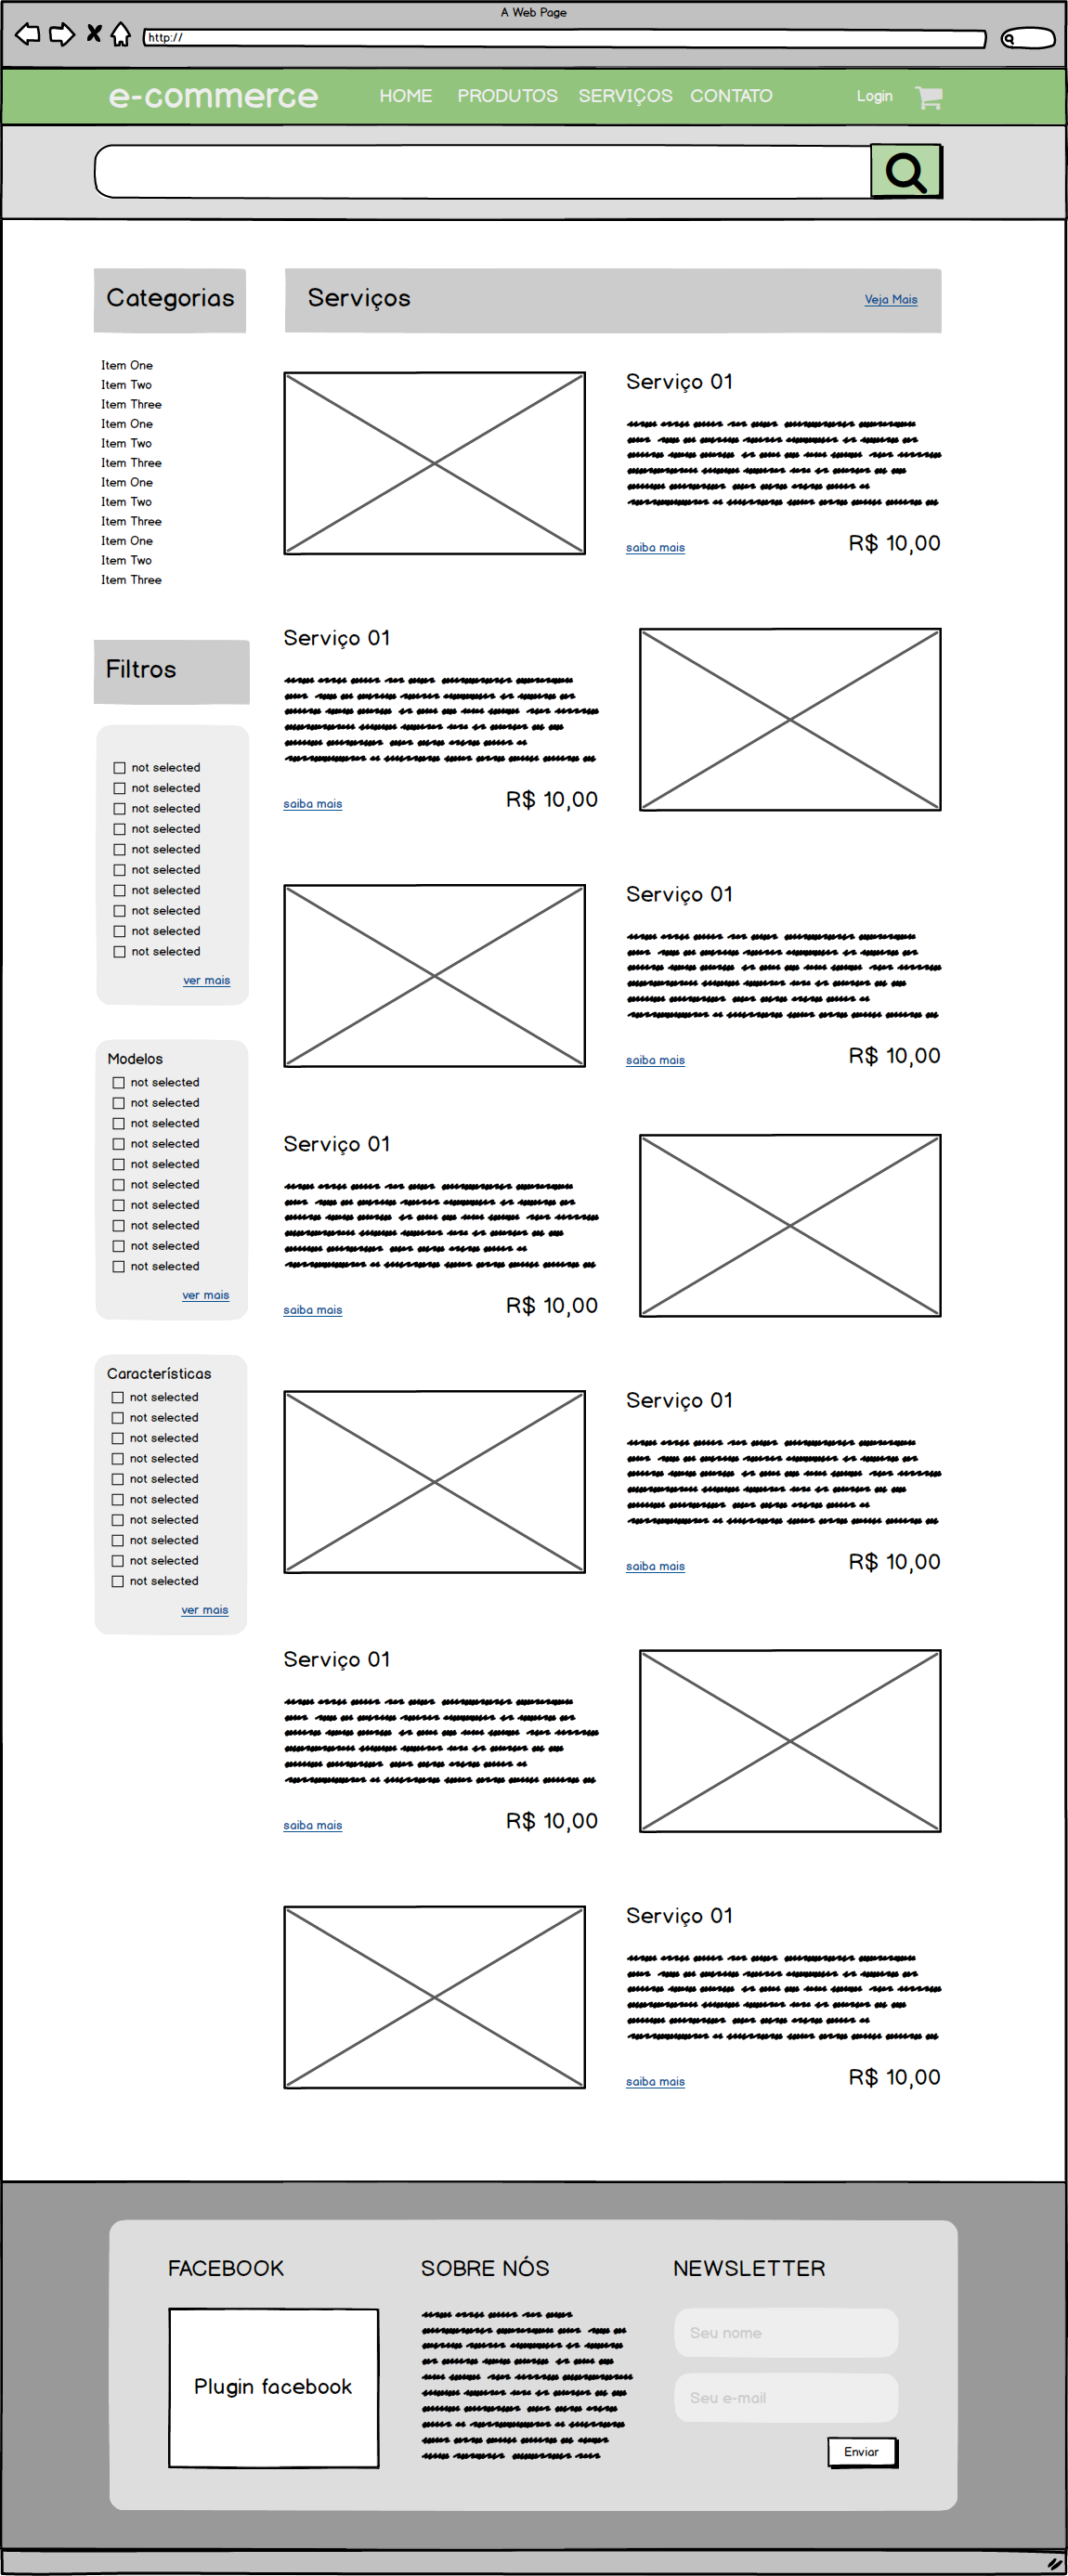 A Web Page
http://
e-commerce HOME PRODUTOS SERVIÇOS CONTATO Login
Categorias
Item One
Item Two
Item Three
Item One
Item Two
Item Three
Item One
Item Two
Item Three
Item One
Item Two
Item Three
Filtros
not selected
not selected
not selected
not selected
not selected
not selected
not selected
not selected
not selected
not selected
ver mais
Modelos
not selected
not selected
not selected
not selected
not selected
not selected
not selected
not selected
not selected
not selected
ver mais
Características
not selected
not selected
not selected
not selected
not selected
not selected
not selected
not selected
not selected
not selected
ver mais
Serviços Veja Mais
Serviço 01
saiba mais R$ 10,00
Serviço 01
saiba mais R$ 10,00
Serviço 01
saiba mais R$ 10,00
Serviço 01
saiba mais R$ 10,00
Serviço 01
saiba mais R$ 10,00
Serviço 01
saiba mais R$ 10,00
Serviço 01
saiba mais R$ 10,00
FACEBOOK
Plugin facebook
SOBRE NÓS
NEWSLETTER
Seu nome
Seu e-mail
Enviar